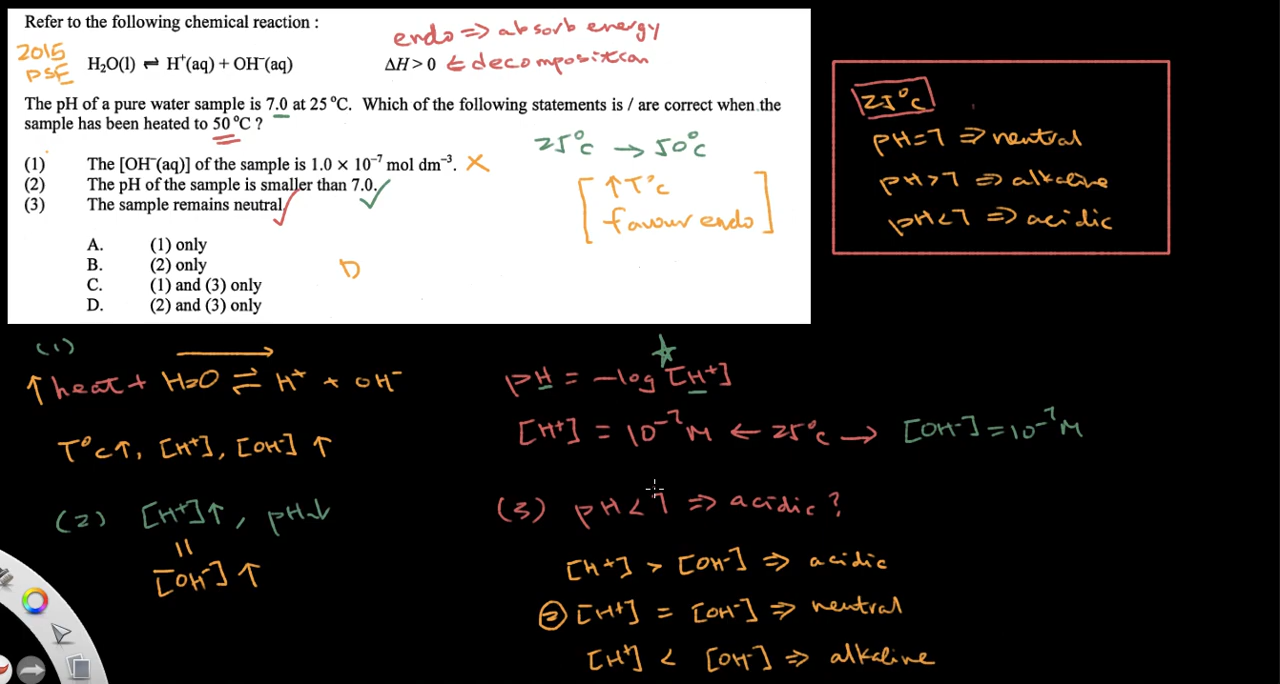 Refer to the following chemical reaction :
endo ⇒ absorb energy
2015
PSE
H₂O(l) ⇌ H⁺(aq) + OH⁻(aq) ΔH > 0 ⇐ decomposition
The pH of a pure water sample is 7.0 at 25 °C. Which of the following statements is / are correct when the
sample has been heated to 50 °C ?
25°C → 50°C
(1) The [OH⁻(aq)] of the sample is 1.0 × 10⁻⁷ mol dm⁻³. ×
(2) The pH of the sample is smaller than 7.0. ✓
(3) The sample remains neutral. ✓
[↑T°C
favour endo]
A. (1) only
B. (2) only
C. (1) and (3) only
D. (2) and (3) only
D
25°C
pH=7 ⇒ neutral
pH>7 ⇒ alkaline
pH<7 ⇒ acidic
(1)
↑heat + H₂O ⇌ H⁺ + OH⁻
T°C↑, [H⁺], [OH⁻] ↑
(2) [H⁺]↑, pH↓
=
[OH⁻] ↑
pH = -log [H⁺]
[H⁺] = 10⁻⁷M ← 25°C → [OH⁻] = 10⁻⁷M
(3) pH<7 ⇒ acidic?
[H⁺] > [OH⁻] ⇒ acidic
[H⁺] = [OH⁻] ⇒ neutral
[H⁺] < [OH⁻] ⇒ alkaline